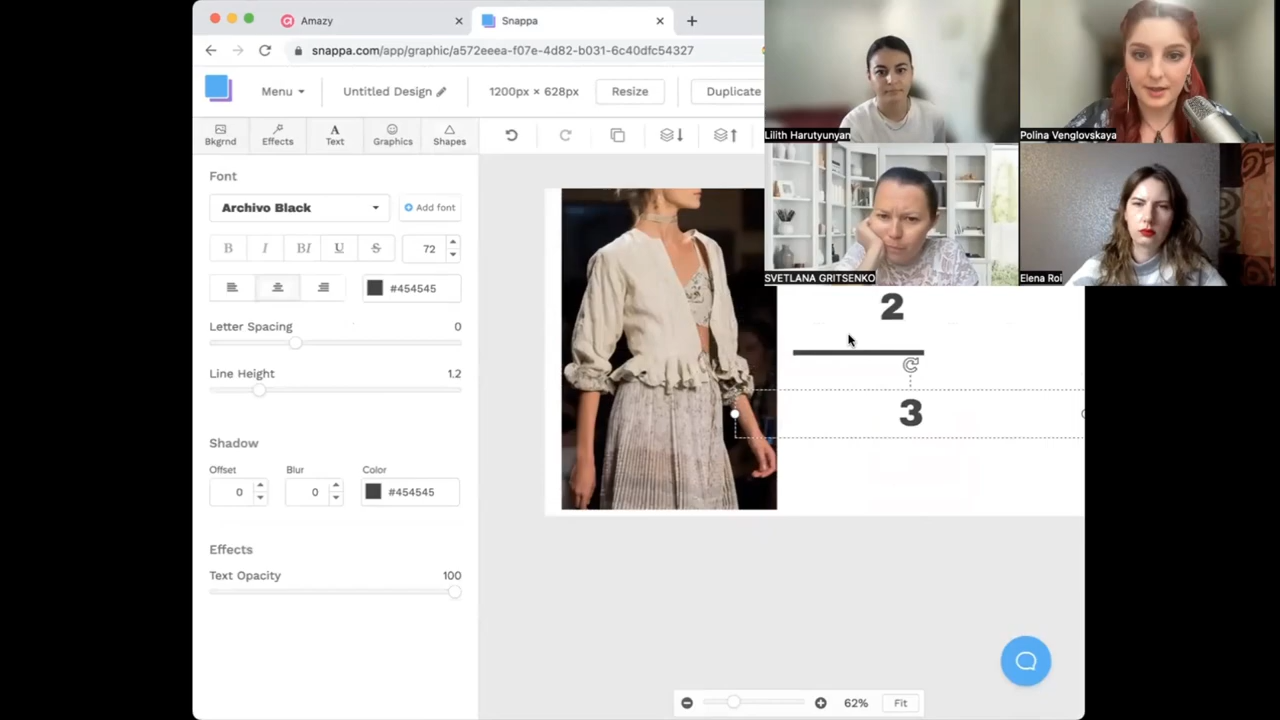 Amazy
Snappa
snappa.com/app/graphic/a572eeea-f07e-4d82-b031-6c40dfc54327
Menu
Untitled Design
1200px × 628px
Resize
Duplicate
Bkgrnd
Effects
Text
Graphics
Shapes
Font
Archivo Black
Add font
B I BI U S 72
#454545
Letter Spacing 0
Line Height 1.2
Shadow
Offset Blur Color
0 0 #454545
Effects
Text Opacity 100
Lilith Harutyunyan
Polina Venglovskaya
SVETLANA GRITSENKO
Elena Roi
2
3
62%
Fit